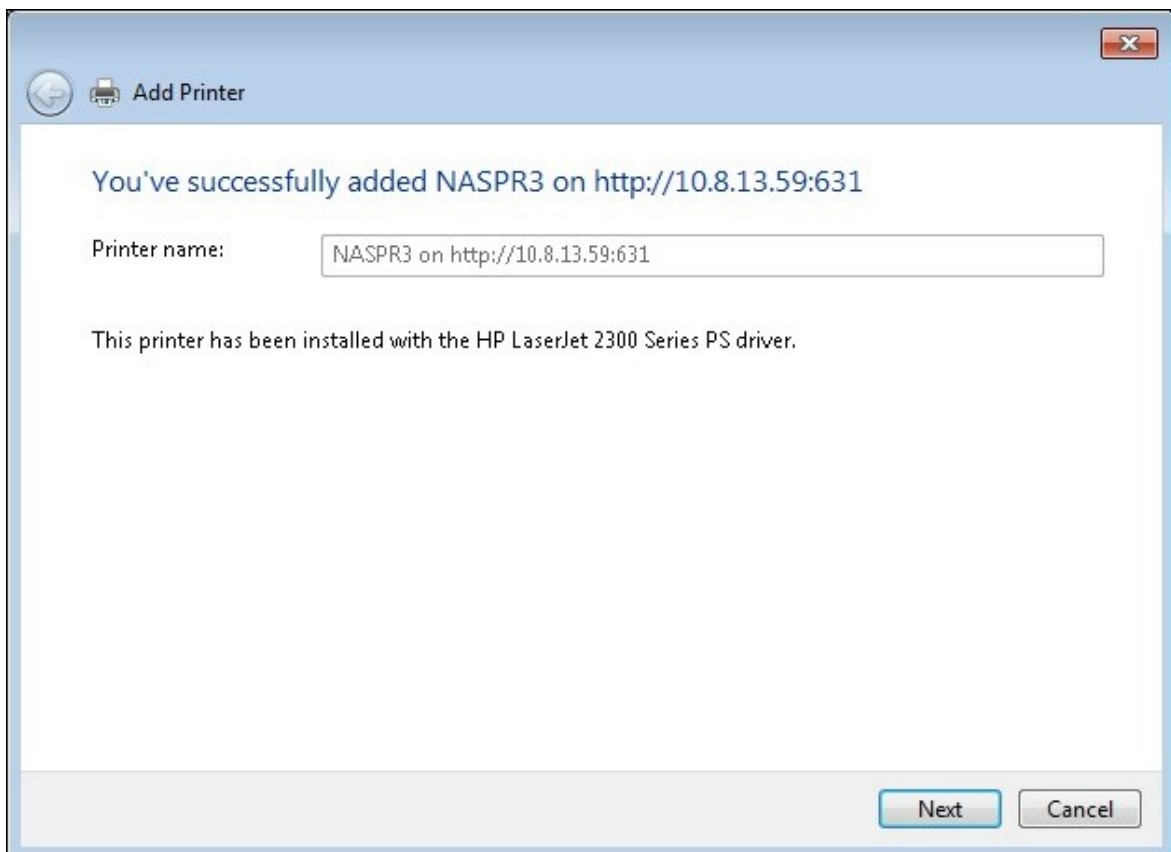 Add Printer
You've successfully added NASPR3 on http://10.8.13.59:631
Printer name:
NASPR3 on http://10.8.13.59:631
This printer has been installed with the HP LaserJet 2300 Series PS driver.
Next
Cancel